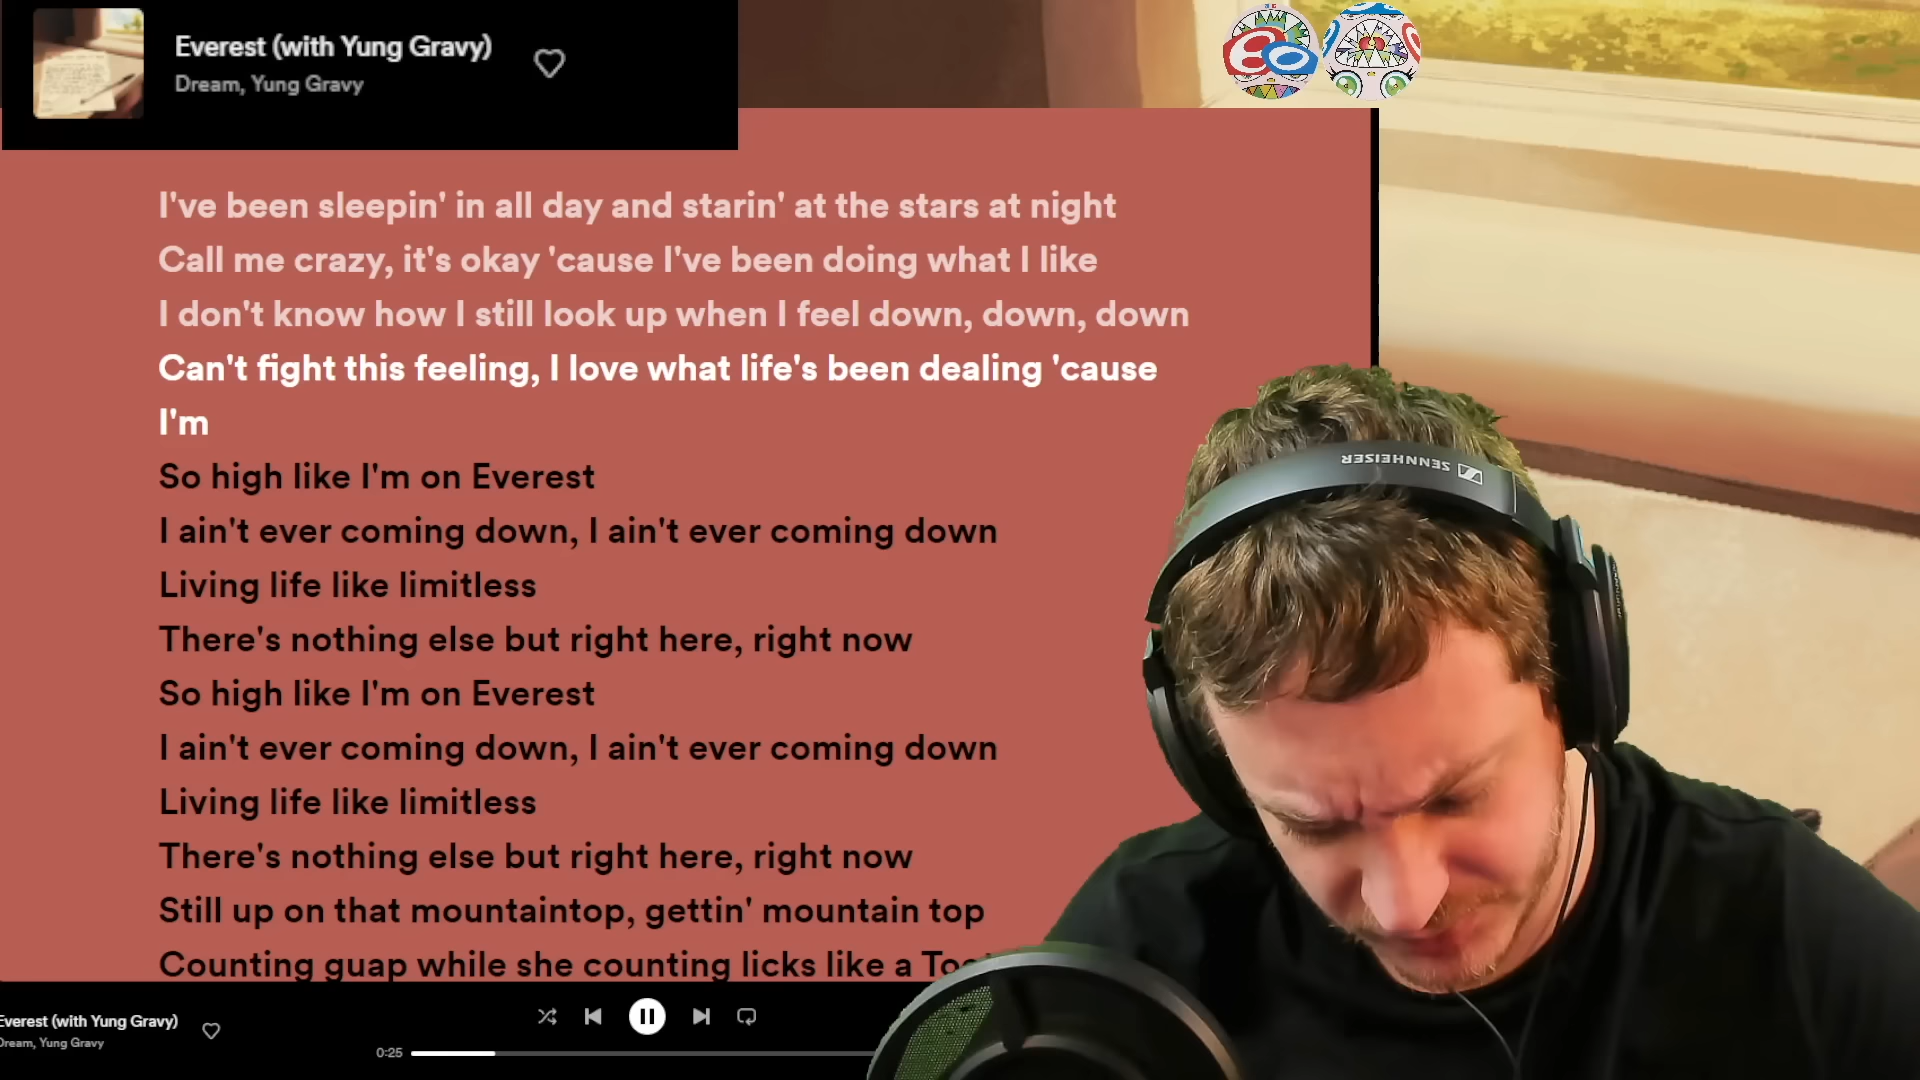 Everest (with Yung Gravy)
Dream, Yung Gravy
I've been sleepin' in all day and starin' at the stars at night
Call me crazy, it's okay 'cause I've been doing what I like
I don't know how I still look up when I feel down, down, down
Can't fight this feeling, I love what life's been dealing 'cause
I'm
So high like I'm on Everest
I ain't ever coming down, I ain't ever coming down
Living life like limitless
There's nothing else but right here, right now
So high like I'm on Everest
I ain't ever coming down, I ain't ever coming down
Living life like limitless
There's nothing else but right here, right now
Still up on that mountaintop, gettin' mountain top
Counting guap while she counting licks like a
SENNHEISER
Everest (with Yung Gravy)
Dream, Yung Gravy
0:25